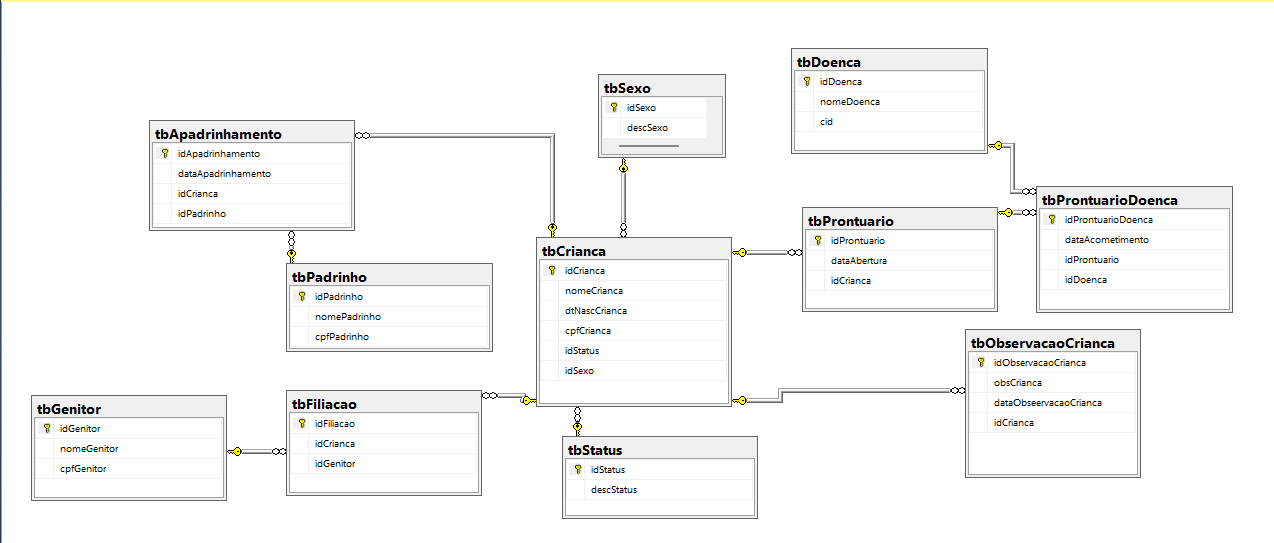 tbDoenca
idDoenca
nomeDoenca
cid
tbSexo
idSexo
descSexo
tbApadrinhamento
idApadrinhamento
dataApadrinhamento
idCrianca
idPadrinho
tbProntuarioDoenca
idProntuarioDoenca
dataAcometimento
idProntuario
idDoenca
tbProntuario
idProntuario
dataAbertura
idCrianca
tbCrianca
idCrianca
nomeCrianca
dtNascCrianca
cpfCrianca
idStatus
idSexo
tbPadrinho
idPadrinho
nomePadrinho
cpfPadrinho
tbObservacaoCrianca
idObservacaoCrianca
obsCrianca
dataObseervacaoCrianca
idCrianca
tbGenitor
idGenitor
nomeGenitor
cpfGenitor
tbFiliacao
idFiliacao
idCrianca
idGenitor
tbStatus
idStatus
descStatus